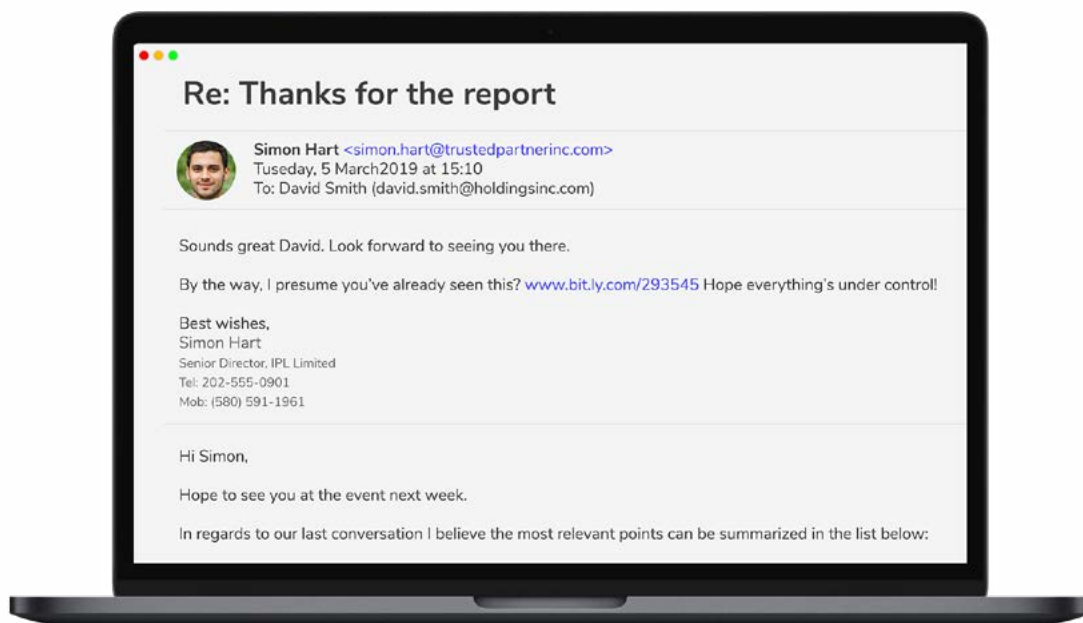 Re: Thanks for the report
Simon Hart <simon.hart@trustedpartnerinc.com>
Tuseday, 5 March2019 at 15:10
To: David Smith (david.smith@holdingsinc.com)
Sounds great David. Look forward to seeing you there.
By the way, I presume you've already seen this? www.bit.ly.com/293545 Hope everything's under control!
Best wishes,
Simon Hart
Senior Director, IPL Limited
Tel: 202-555-0901
Mob: (580) 591-1961
Hi Simon,
Hope to see you at the event next week.
In regards to our last conversation I believe the most relevant points can be summarized in the list below: